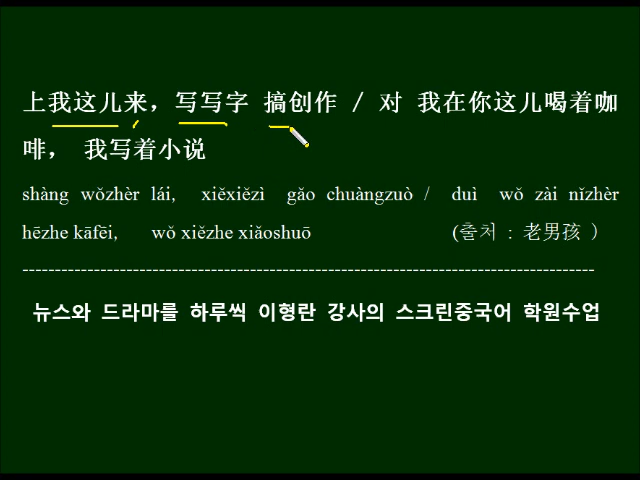 上我这儿来，写写字 搞创作 / 对 我在你这儿喝着咖
啡， 我写着小说
shàng wǒzhèr lái, xiěxiězì gǎo chuàngzuò / duì wǒ zài nǐzhèr
hēzhe kāfēi, wǒ xiězhe xiǎoshuō (출처 : 老男孩 )
---------------------------------------------------------------------------------------
뉴스와 드라마를 하루씩 이형란 강사의 스크린중국어 학원수업